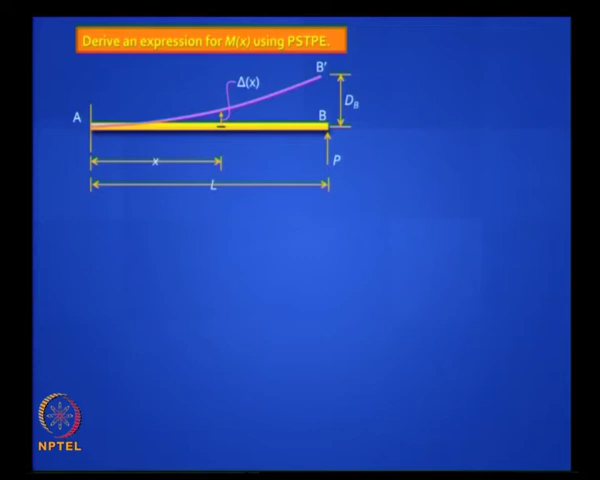 Derive an expression for M(x) using PSTPE.
B'
Δ(x)
A
B
D_B
P
x
L
NPTEL